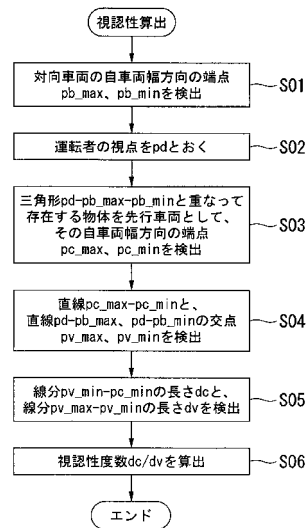 視認性算出
対向車両の自車両幅方向の端点
pb_max、pb_minを検出
S01
運転者の視点をpdとおく
S02
三角形pd-pb_max-pb_minと重なって
存在する物体を先行車両として、
その自車両幅方向の端点
pc_max、pc_minを検出
S03
直線pc_max-pc_minと、
直線pd-pb_max、pd-pb_minの交点
pv_max、pv_minを検出
S04
線分pv_min-pc_minの長さdcと、
線分pv_max-pv_minの長さdvを検出
S05
視認性度数dc/dvを算出
S06
エンド